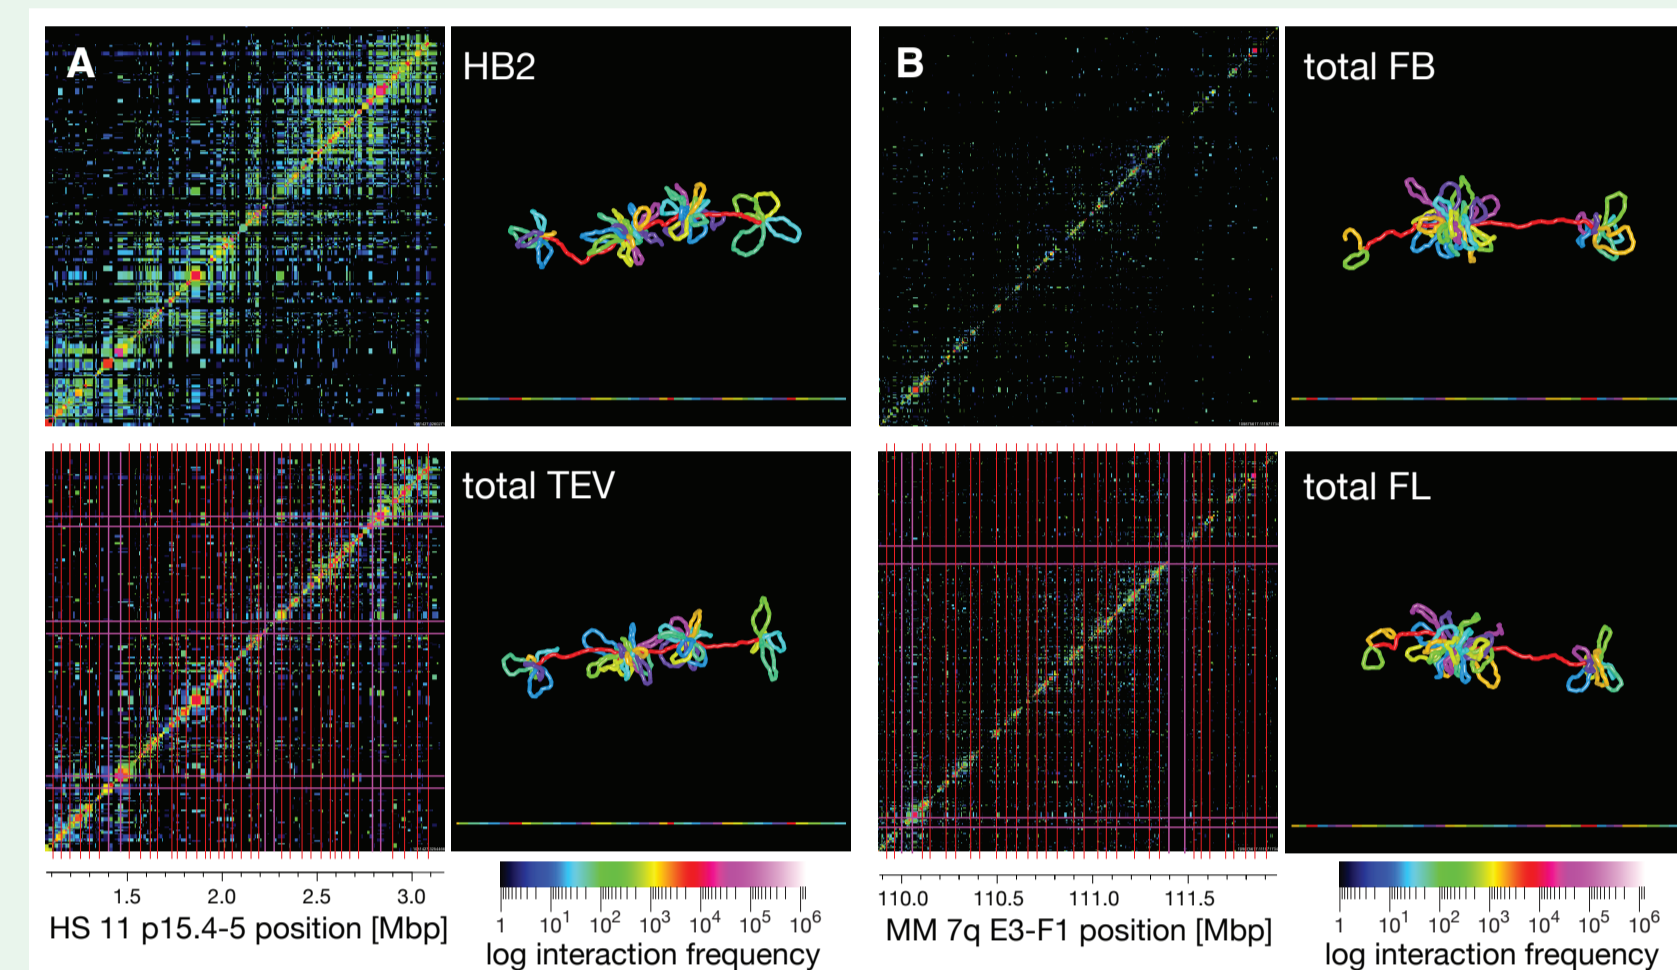 A
HB2
B
total FB
total TEV
total FL
1.5 2.0 2.5 3.0
HS 11 p15.4-5 position [Mbp]
1 10¹ 10² 10³ 10⁴ 10⁵ 10⁶
log interaction frequency
110.0 110.5 111.0 111.5
MM 7q E3-F1 position [Mbp]
1 10¹ 10² 10³ 10⁴ 10⁵ 10⁶
log interaction frequency